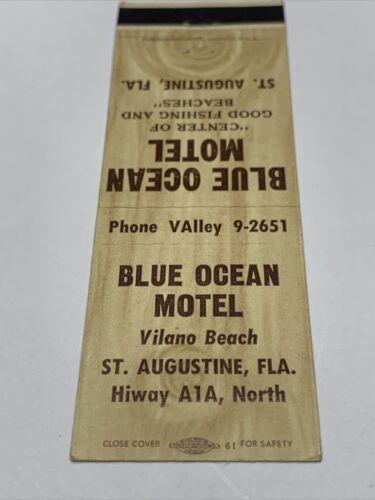 ST. AUGUSTINE, FLA.
"CENTER OF
GOOD FISHING AND
BEACHES"
BLUE OCEAN
MOTEL
Phone VAlley 9-2651
BLUE OCEAN
MOTEL
Vilano Beach
ST. AUGUSTINE, FLA.
Hiway A1A, North
CLOSE COVER 61 FOR SAFETY